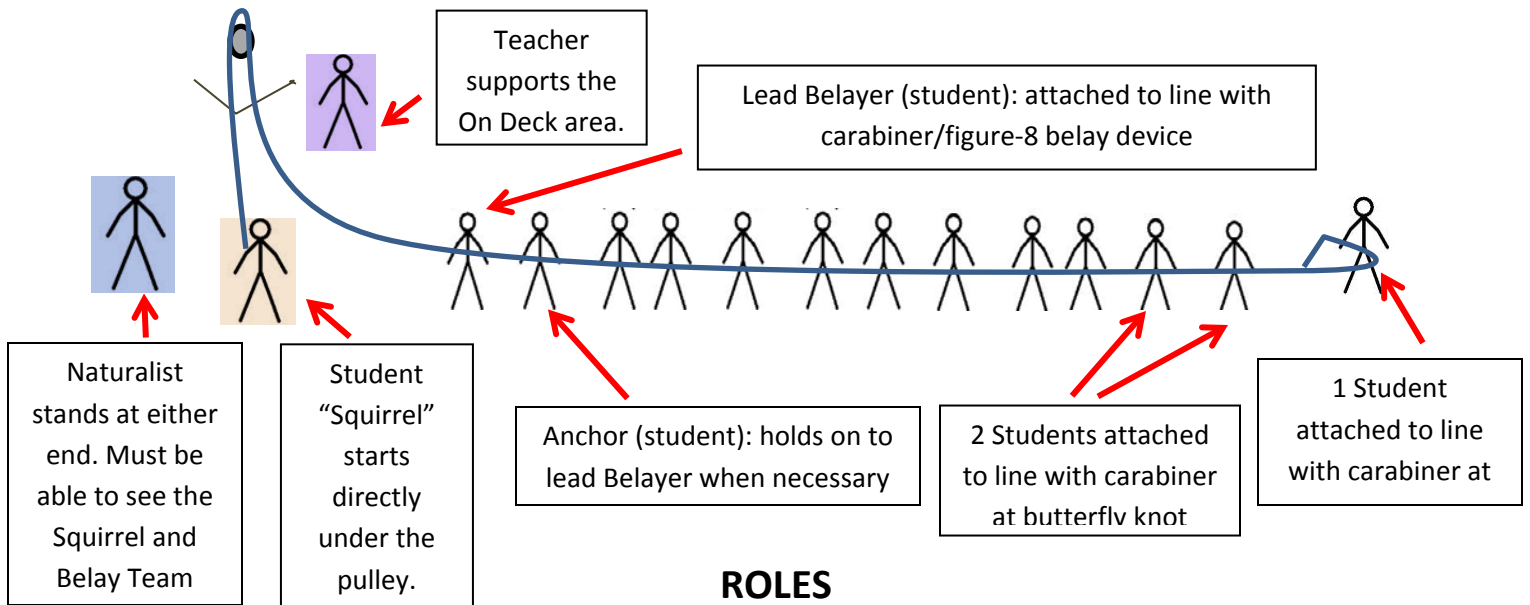 Teacher
supports the
On Deck area.
Lead Belayer (student): attached to line with
carabiner/figure-8 belay device
Naturalist
stands at either
end. Must be
able to see the
Squirrel and
Belay Team
Student
“Squirrel”
starts
directly
under the
pulley.
Anchor (student): holds on to
lead Belayer when necessary
2 Students attached
to line with carabiner
at butterfly knot
1 Student
attached to line
with carabiner at
ROLES